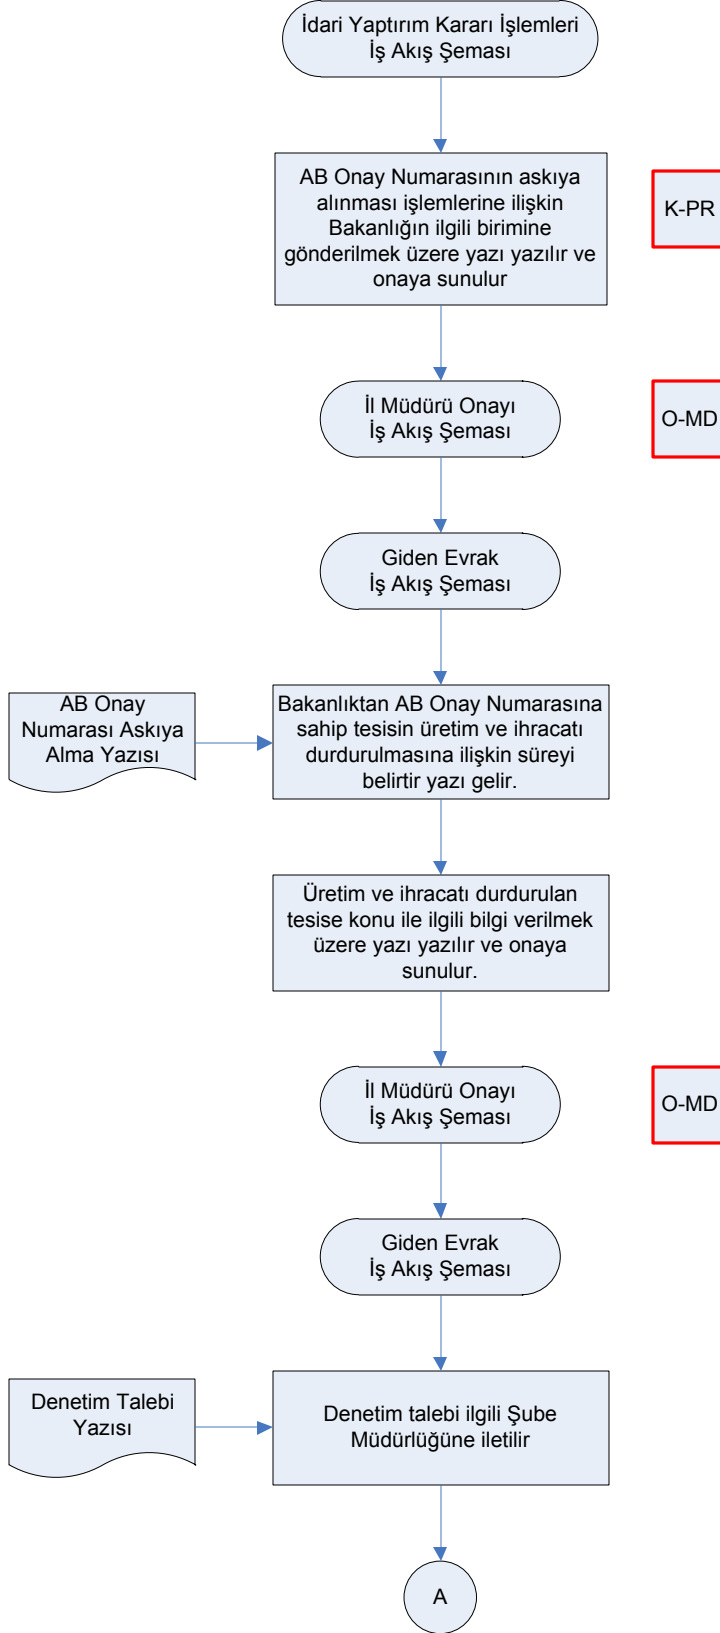 İdari Yaptırım Kararı İşlemleri
İş Akış Şeması
AB Onay Numarasının askıya
alınması işlemlerine ilişkin
Bakanlığın ilgili birimine
gönderilmek üzere yazı yazılır ve
onaya sunulur
K-PR
İl Müdürü Onayı
İş Akış Şeması
O-MD
Giden Evrak
İş Akış Şeması
AB Onay
Numarası Askıya
Alma Yazısı
Bakanlıktan AB Onay Numarasına
sahip tesisin üretim ve ihracatı
durdurulmasına ilişkin süreyi
belirtir yazı gelir.
Üretim ve ihracatı durdurulan
tesise konu ile ilgili bilgi verilmek
üzere yazı yazılır ve onaya
sunulur.
İl Müdürü Onayı
İş Akış Şeması
O-MD
Giden Evrak
İş Akış Şeması
Denetim Talebi
Yazısı
Denetim talebi ilgili Şube
Müdürlüğüne iletilir
A